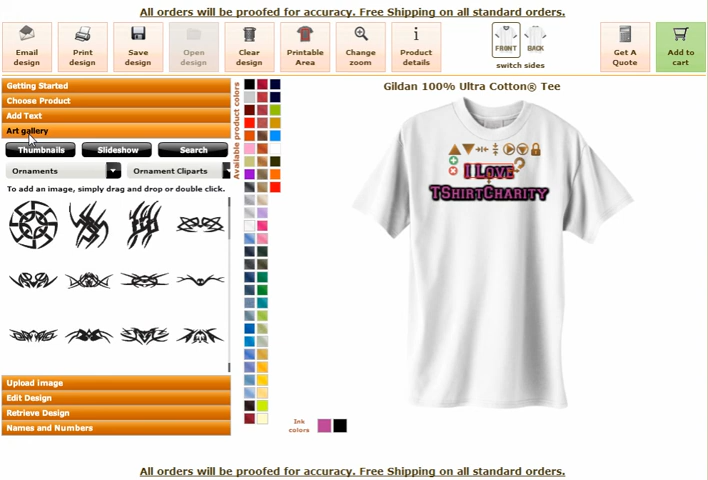 All orders will be proofed for accuracy. Free Shipping on all standard orders.
Email design
Print design
Save design
Open design
Clear design
Printable Area
Change zoom
Product details
FRONT
BACK
switch sides
Get A Quote
Add to cart
Getting Started
Choose Product
Add Text
Art gallery
Thumbnails
Slideshow
Search
Ornaments
Ornament Cliparts
To add an image, simply drag and drop or double click.
Available product colors
Gildan 100% Ultra Cotton® Tee
I Love
TShirtCharity
Upload image
Edit Design
Retrieve Design
Names and Numbers
Ink colors
All orders will be proofed for accuracy. Free Shipping on all standard orders.